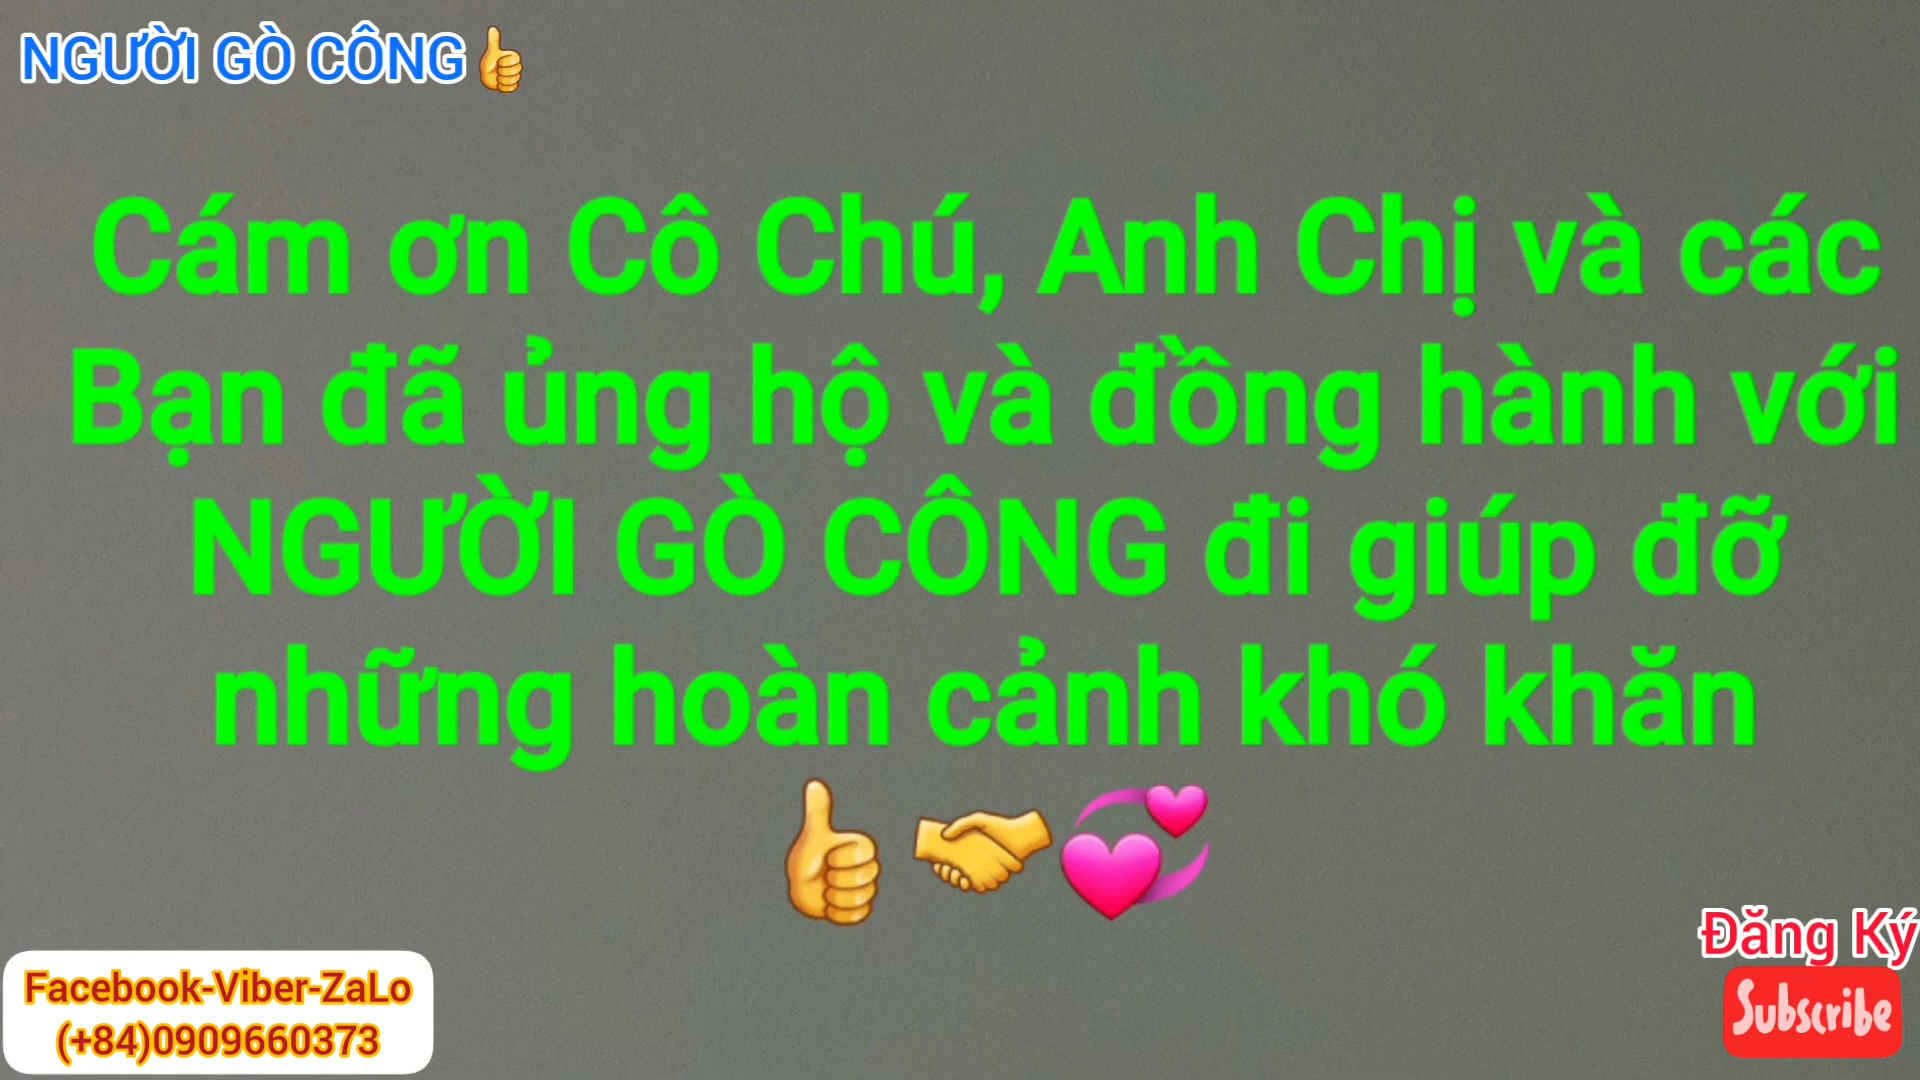 NGƯỜI GÒ CÔNG👍
Cám ơn Cô Chú, Anh Chị và các
Bạn đã ủng hộ và đồng hành với
NGƯỜI GÒ CÔNG đi giúp đỡ
những hoàn cảnh khó khăn
👍🤝💞
Đăng Ký
Subscribe
Facebook-Viber-ZaLo
(+84)0909660373